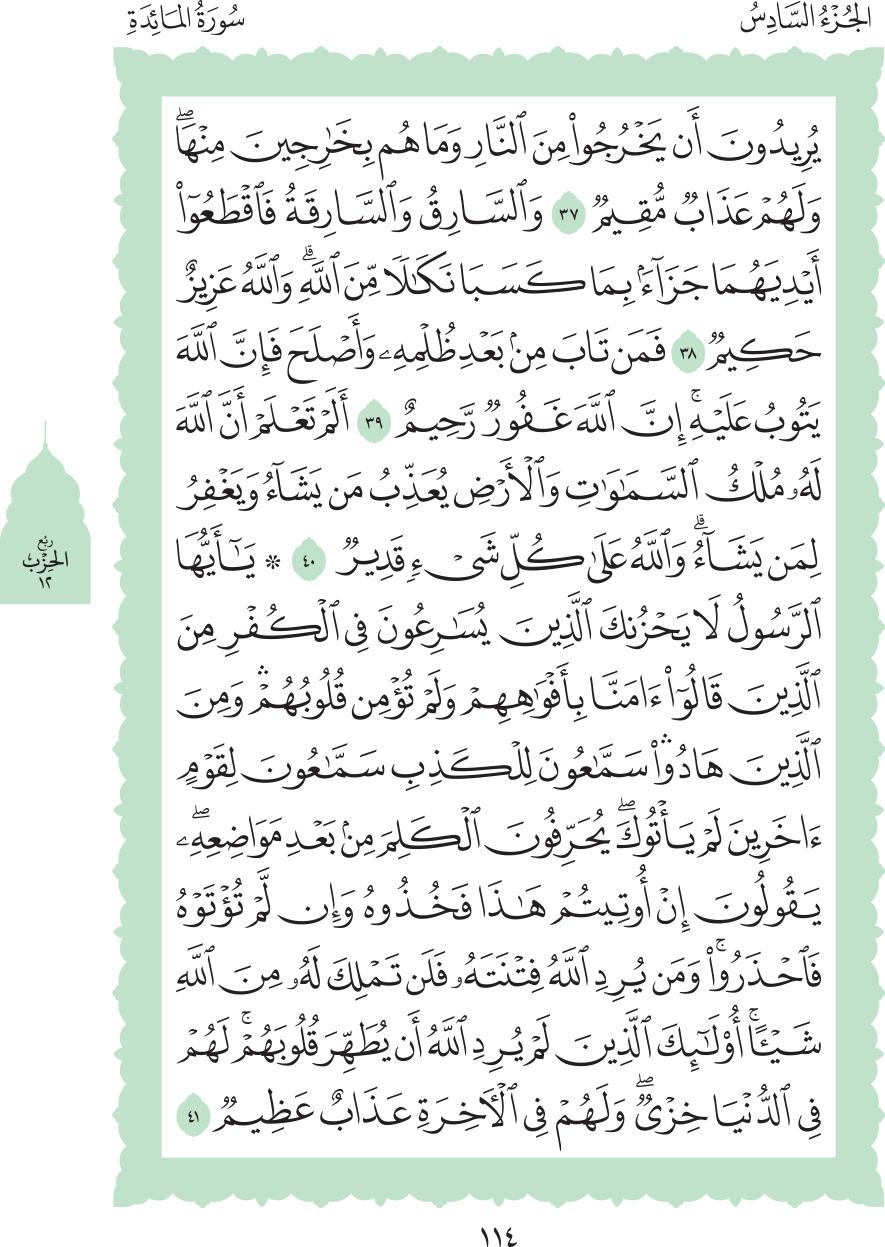 الجُزْءُ السَّادِسُ
سُورَةُ المَائِدَةِ
يُرِيدُونَ أَن يَخْرُجُوا۟ مِنَ ٱلنَّارِ وَمَا هُم بِخَـٰرِجِينَ مِنْهَاۖ
وَلَهُمْ عَذَابٌ مُّقِيمٌ ٣٧ وَٱلسَّارِقُ وَٱلسَّارِقَةُ فَٱقْطَعُوٓا۟
أَيْدِيَهُمَا جَزَآءَۢ بِمَا كَسَبَا نَكَـٰلًا مِّنَ ٱللَّهِۗ وَٱللَّهُ عَزِيزٌ
حَكِيمٌ ٣٨ فَمَن تَابَ مِنۢ بَعْدِ ظُلْمِهِۦ وَأَصْلَحَ فَإِنَّ ٱللَّهَ
يَتُوبُ عَلَيْهِۚ إِنَّ ٱللَّهَ غَفُورٌ رَّحِيمٌ ٣٩ أَلَمْ تَعْلَمْ أَنَّ ٱللَّهَ
لَهُۥ مُلْكُ ٱلسَّمَـٰوَٰتِ وَٱلْأَرْضِ يُعَذِّبُ مَن يَشَآءُ وَيَغْفِرُ
لِمَن يَشَآءُۗ وَٱللَّهُ عَلَىٰ كُلِّ شَىْءٍ قَدِيرٌ ٤٠ * يَـٰٓأَيُّهَا
ٱلرَّسُولُ لَا يَحْزُنكَ ٱلَّذِينَ يُسَـٰرِعُونَ فِى ٱلْكُفْرِ مِنَ
ٱلَّذِينَ قَالُوٓا۟ ءَامَنَّا بِأَفْوَٰهِهِمْ وَلَمْ تُؤْمِن قُلُوبُهُمْۛ وَمِنَ
ٱلَّذِينَ هَادُوا۟ۛ سَمَّـٰعُونَ لِلْكَذِبِ سَمَّـٰعُونَ لِقَوْمٍ
ءَاخَرِينَ لَمْ يَأْتُوكَۖ يُحَرِّفُونَ ٱلْكَلِمَ مِنۢ بَعْدِ مَوَاضِعِهِۦۖ
يَقُولُونَ إِنْ أُوتِيتُمْ هَـٰذَا فَخُذُوهُ وَإِن لَّمْ تُؤْتَوْهُ
فَٱحْذَرُوا۟ۚ وَمَن يُرِدِ ٱللَّهُ فِتْنَتَهُۥ فَلَن تَمْلِكَ لَهُۥ مِنَ ٱللَّهِ
شَيْـًٔاۚ أُو۟لَـٰٓئِكَ ٱلَّذِينَ لَمْ يُرِدِ ٱللَّهُ أَن يُطَهِّرَ قُلُوبَهُمْۚ لَهُمْ
فِى ٱلدُّنْيَا خِزْىٌۖ وَلَهُمْ فِى ٱلْـَٔاخِرَةِ عَذَابٌ عَظِيمٌ ٤١
رُبُع
الحِزْب
١٢
١١٤